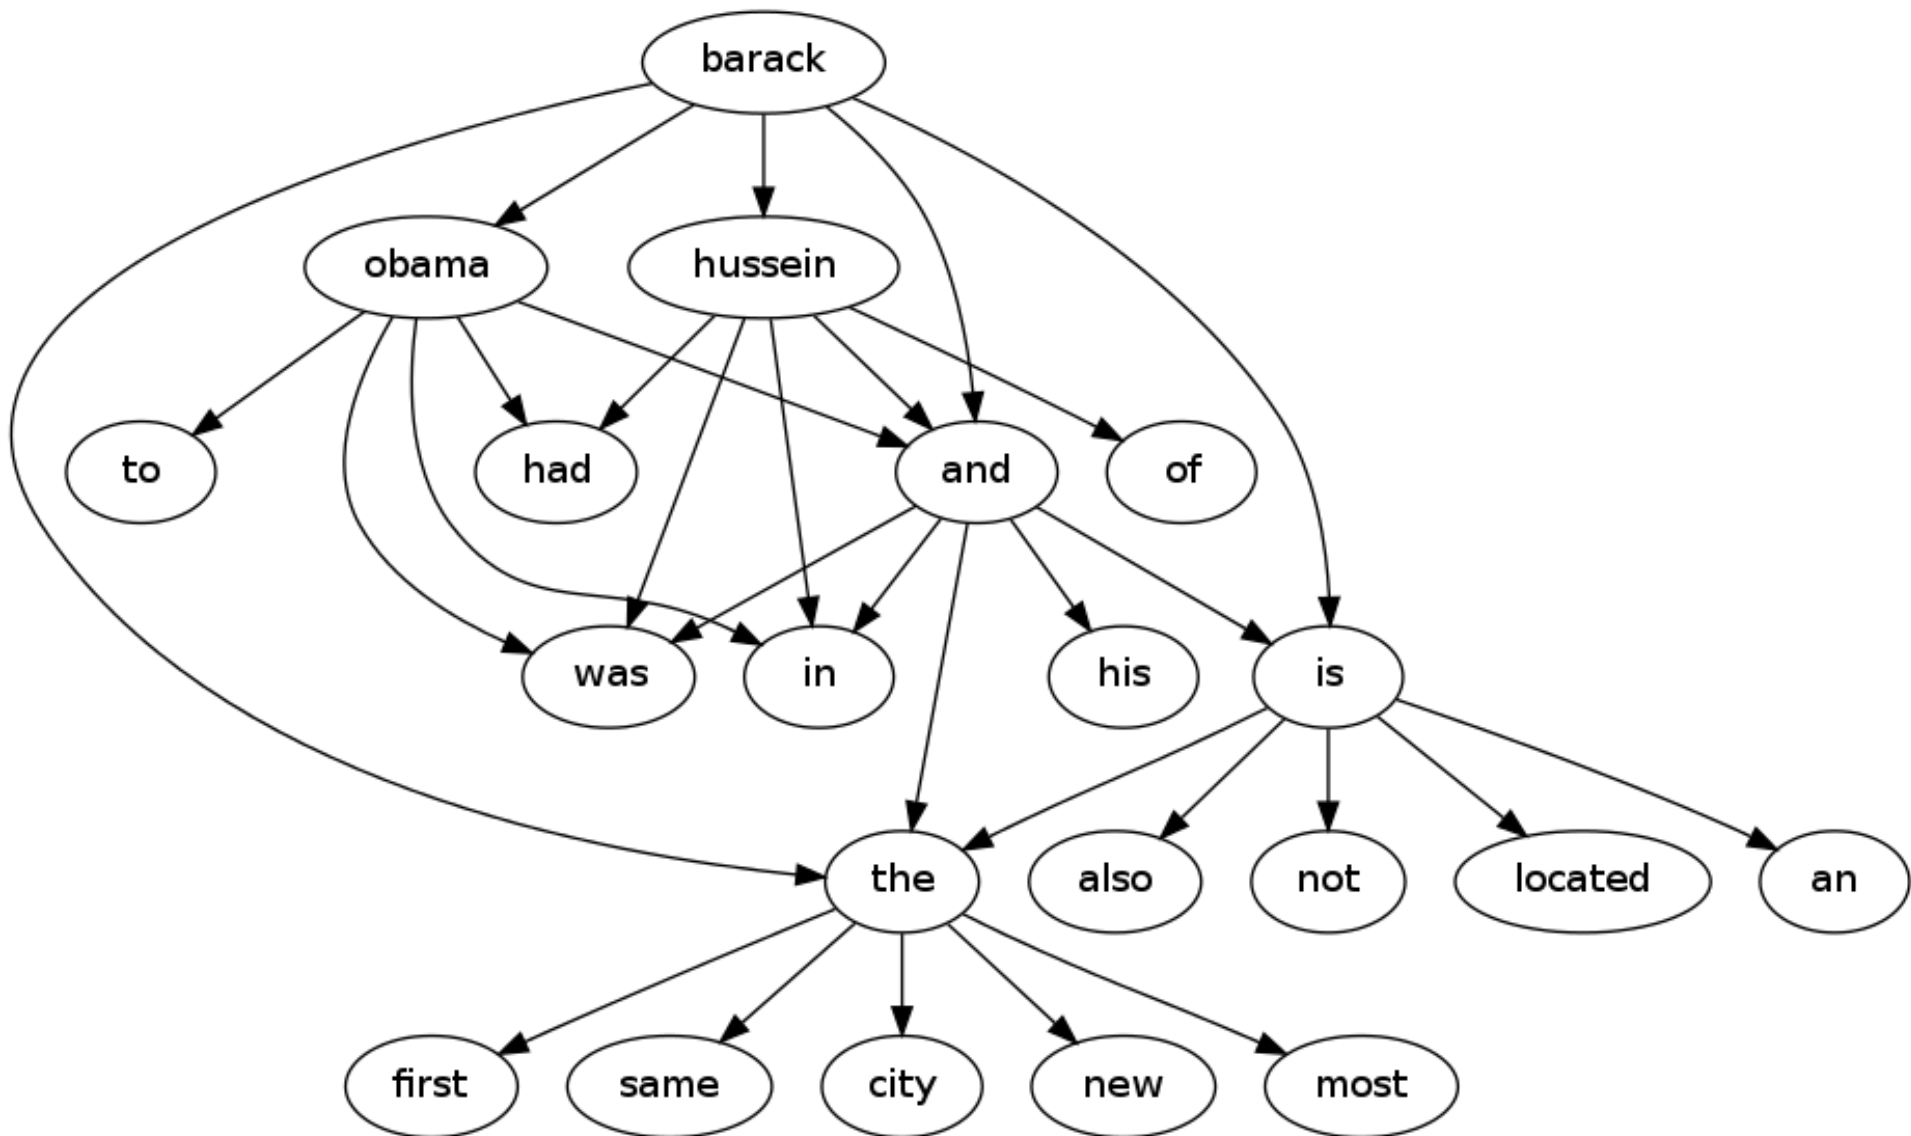 barack
obama hussein
to had and of
was in his is
the also not located an
first same city new most